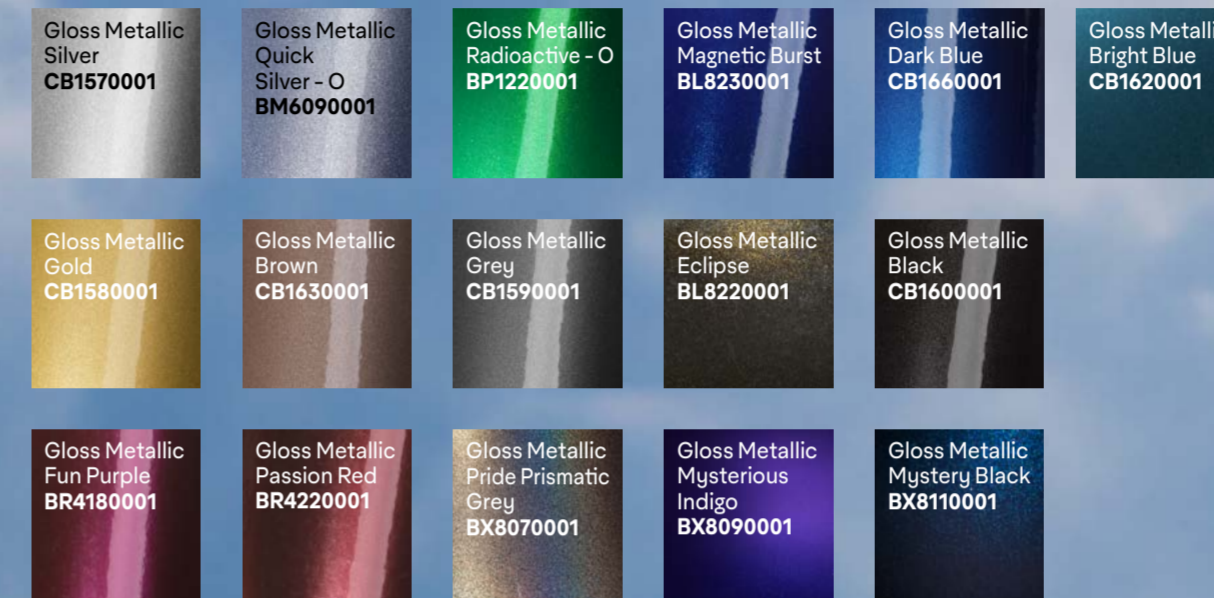 Gloss Metallic
Silver
CB1570001
Gloss Metallic
Quick
Silver - O
BM6090001
Gloss Metallic
Radioactive - O
BP1220001
Gloss Metallic
Magnetic Burst
BL8230001
Gloss Metallic
Dark Blue
CB1660001
Gloss Metalli
Bright Blue
CB1620001
Gloss Metallic
Gold
CB1580001
Gloss Metallic
Brown
CB1630001
Gloss Metallic
Grey
CB1590001
Gloss Metallic
Eclipse
BL8220001
Gloss Metallic
Black
CB1600001
Gloss Metallic
Fun Purple
BR4180001
Gloss Metallic
Passion Red
BR4220001
Gloss Metallic
Pride Prismatic
Grey
BX8070001
Gloss Metallic
Mysterious
Indigo
BX8090001
Gloss Metallic
Mystery Black
BX8110001